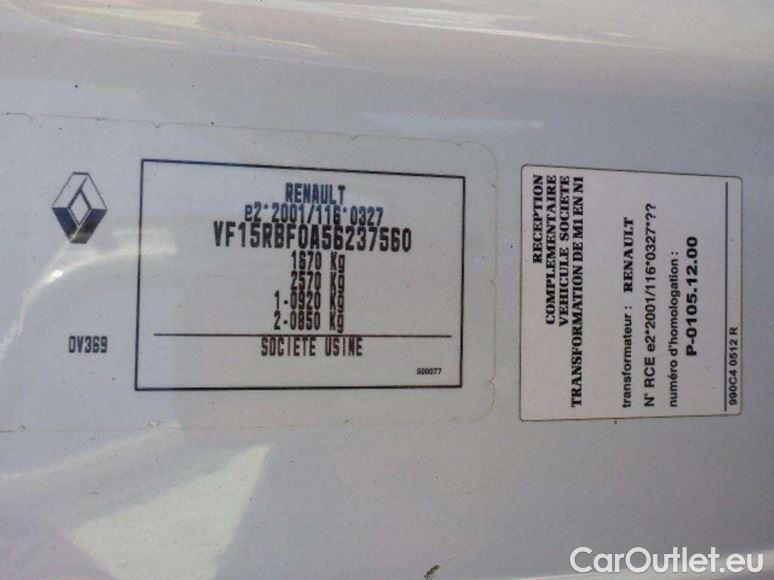 RENAULT
e2*2001/116*0327
VF15RBF0A56237560
1670 Kg
2570 Kg
1-0920 Kg
2-0850 Kg
DV369
SOCIETE USINE
500077
RECEPTION
COMPLEMENTAIRE
VEHICULE SOCIETE
TRANSFORMATION DE MI EN N1
transformateur : RENAULT
N° RCE e2*2001/116*0327*??
numéro d'homologation :
P-0105.12.00
990C4 0512 R
CarOutlet.eu